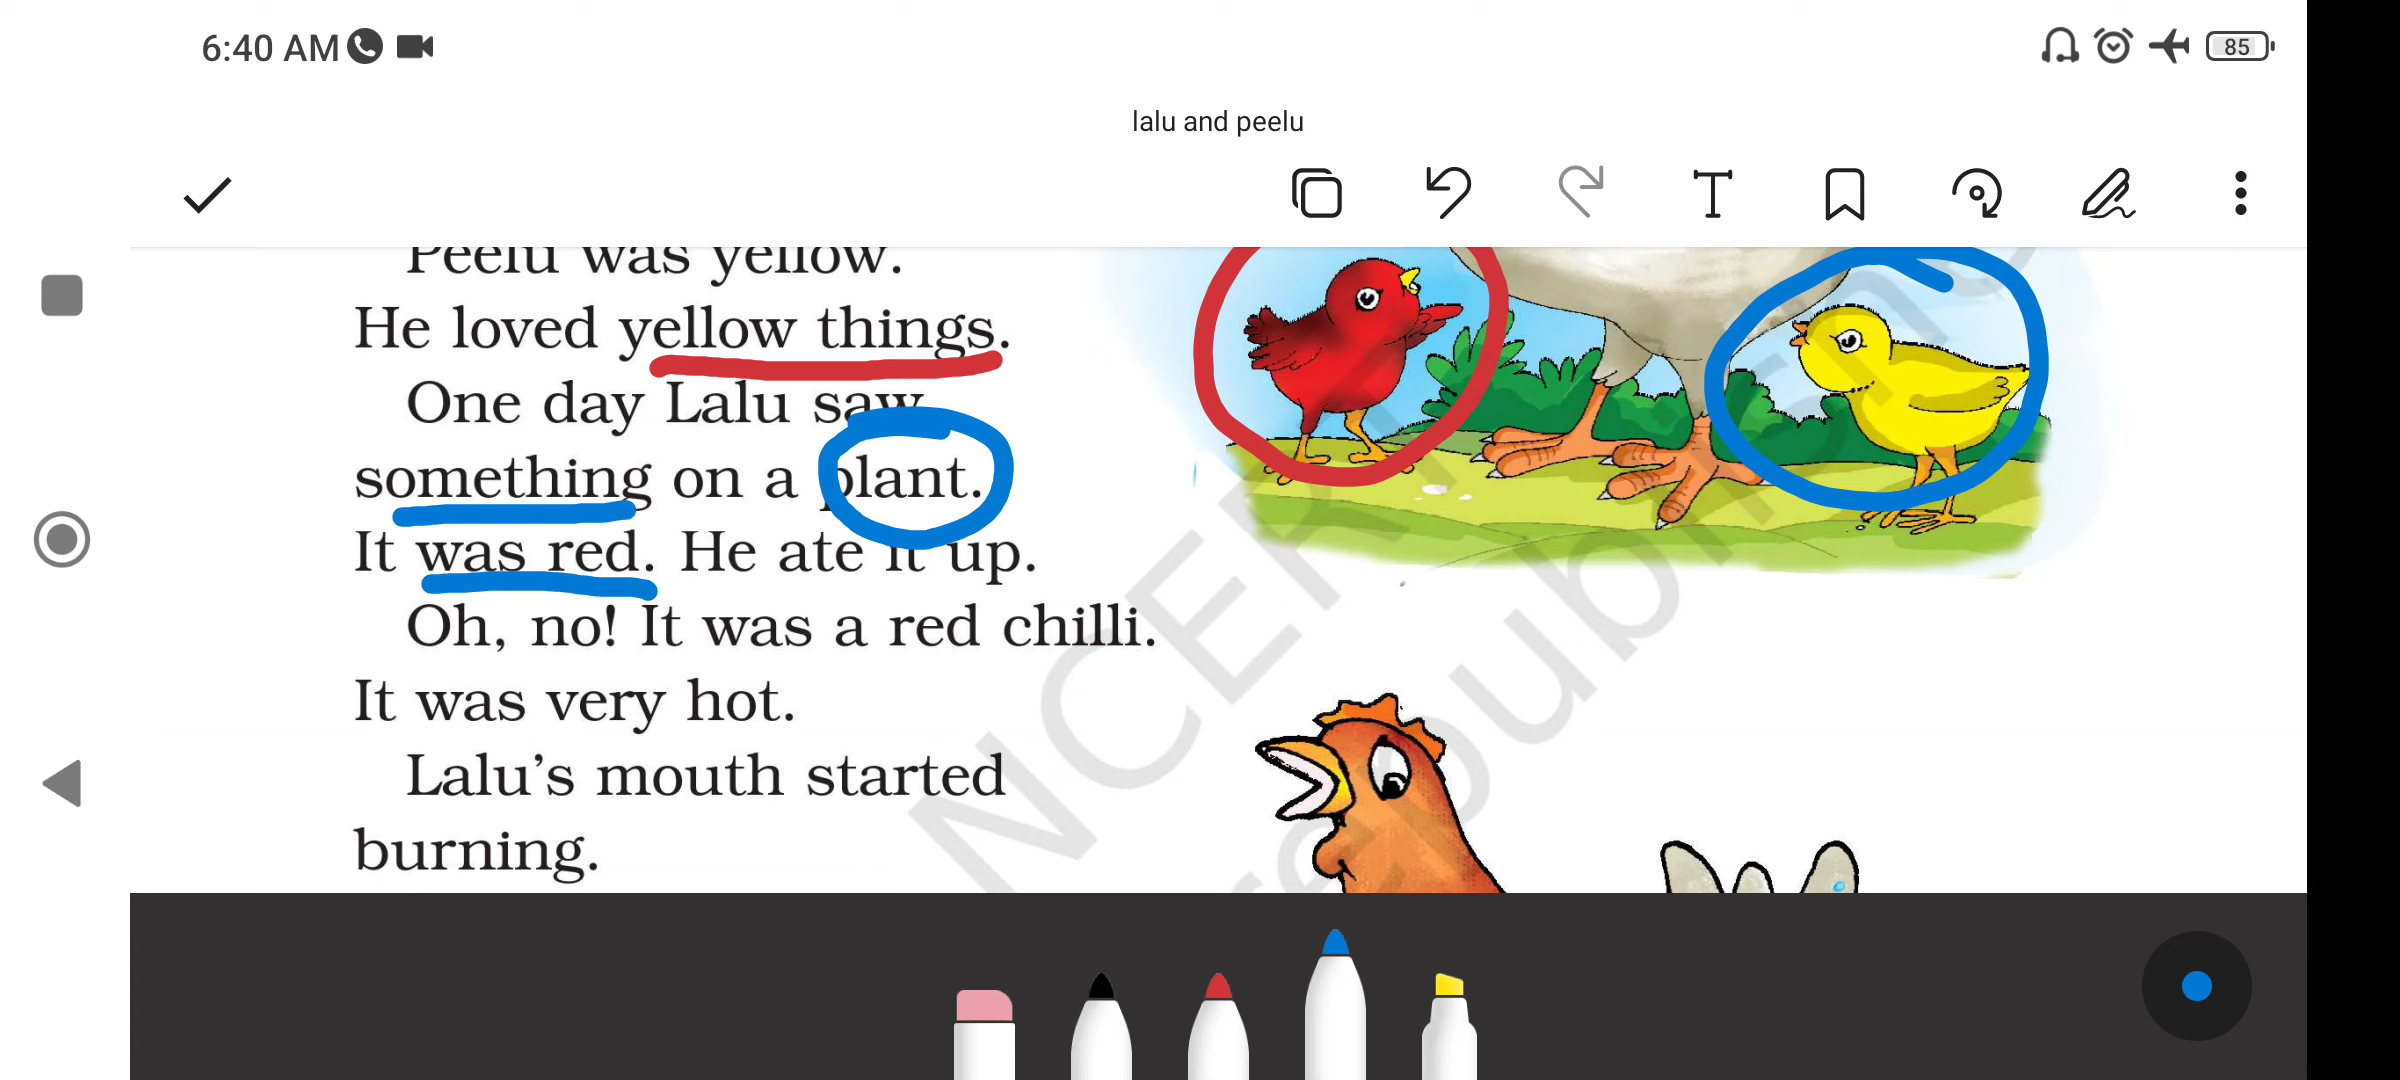 6:40 AM
85
lalu and peelu
Peelu was yellow.
He loved yellow things.
One day Lalu saw
something on a plant.
It was red. He ate it up.
Oh, no! It was a red chilli.
It was very hot.
Lalu's mouth started
burning.
NCER
republishe